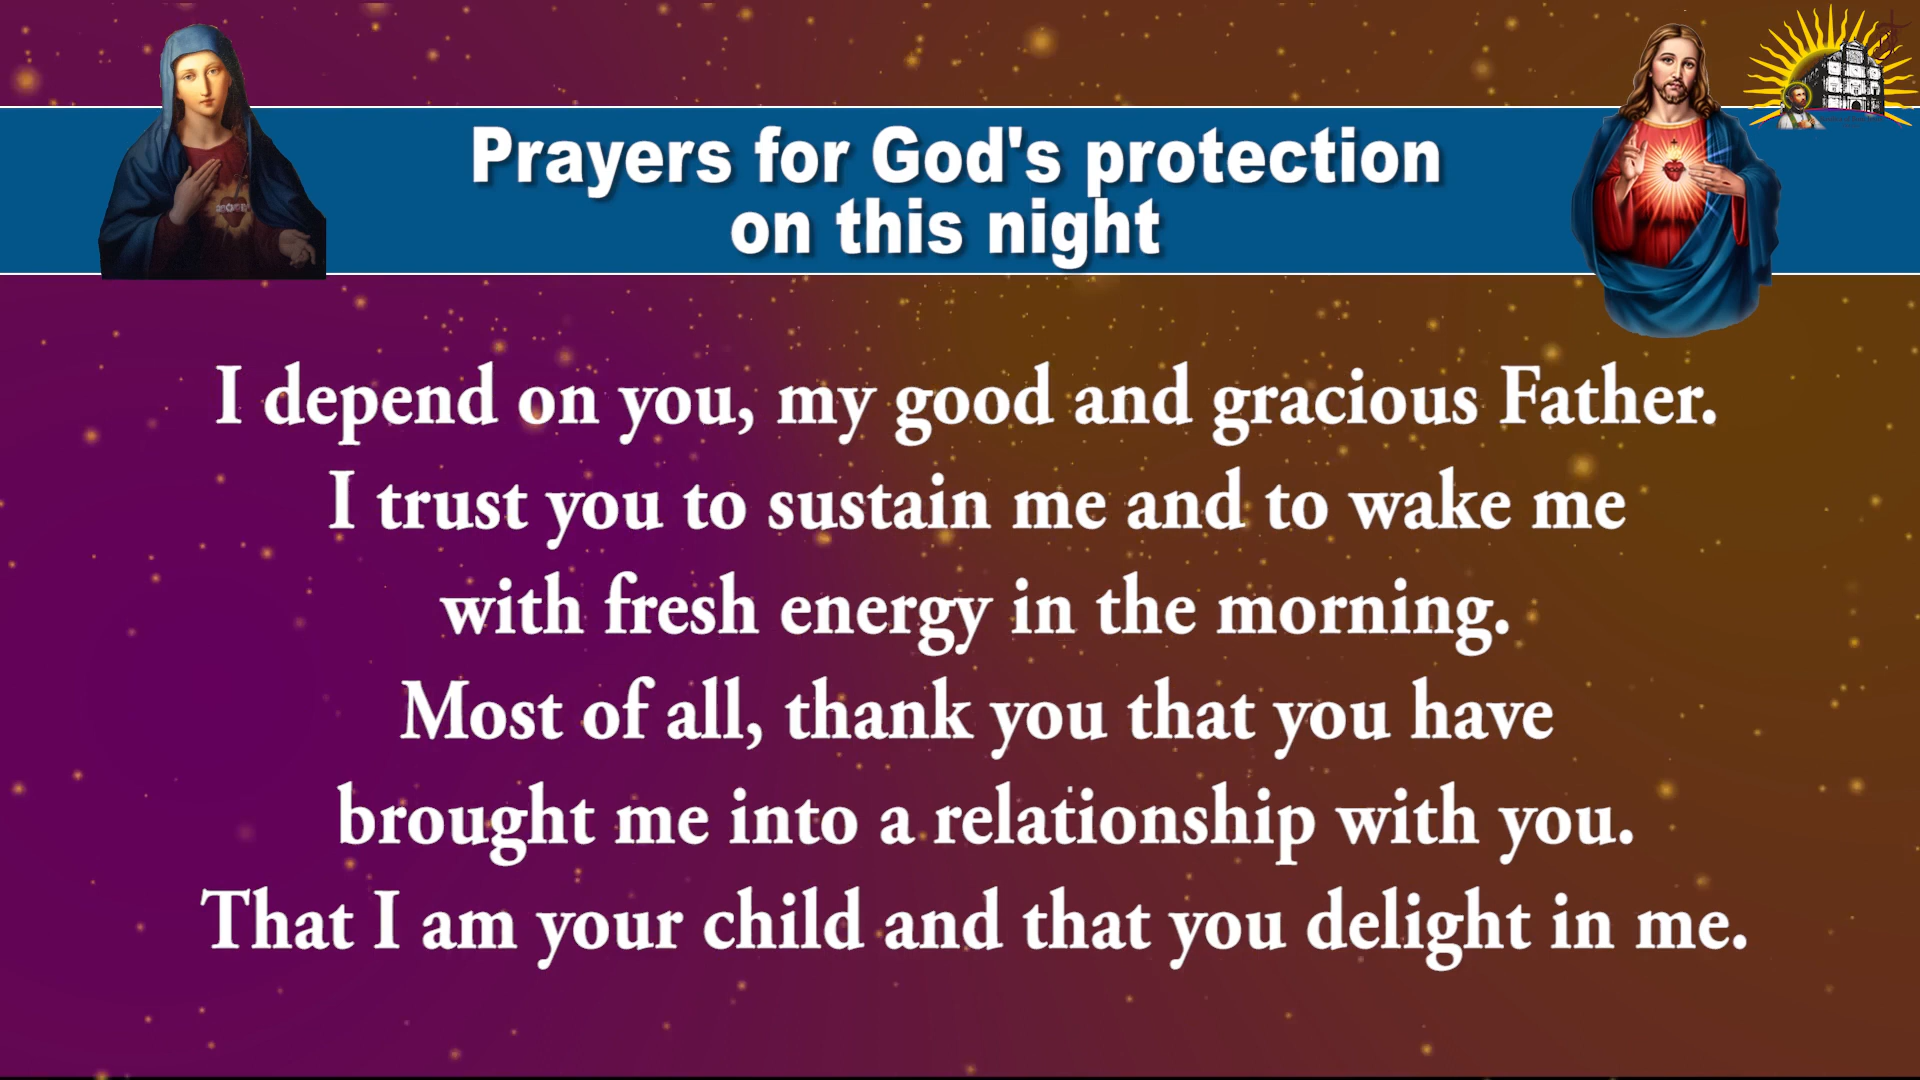 Prayers for God's protection
on this night
I depend on you, my good and gracious Father.
I trust you to sustain me and to wake me
with fresh energy in the morning.
Most of all, thank you that you have
brought me into a relationship with you.
That I am your child and that you delight in me.